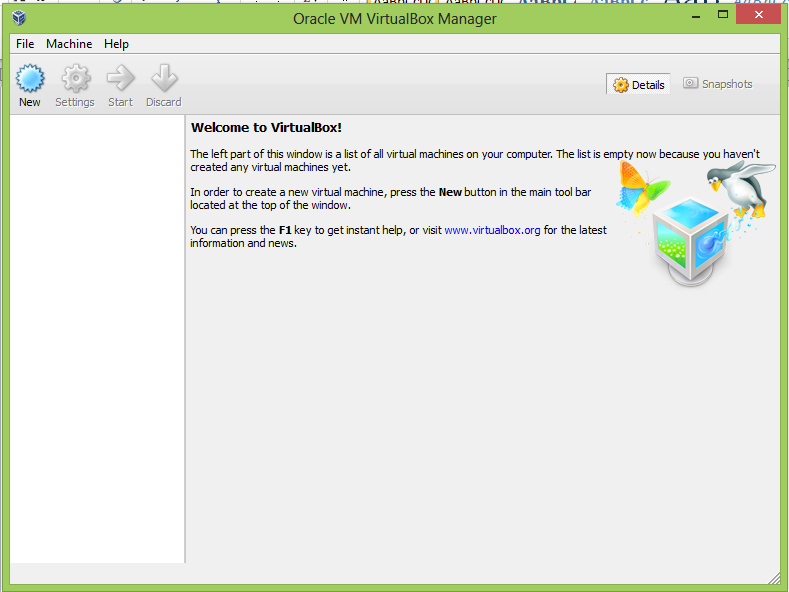 Oracle VM VirtualBox Manager
File Machine Help
New Settings Start Discard
Details Snapshots
Welcome to VirtualBox!
The left part of this window is a list of all virtual machines on your computer. The list is empty now because you haven't
created any virtual machines yet.
In order to create a new virtual machine, press the New button in the main tool bar
located at the top of the window.
You can press the F1 key to get instant help, or visit www.virtualbox.org for the latest
information and news.